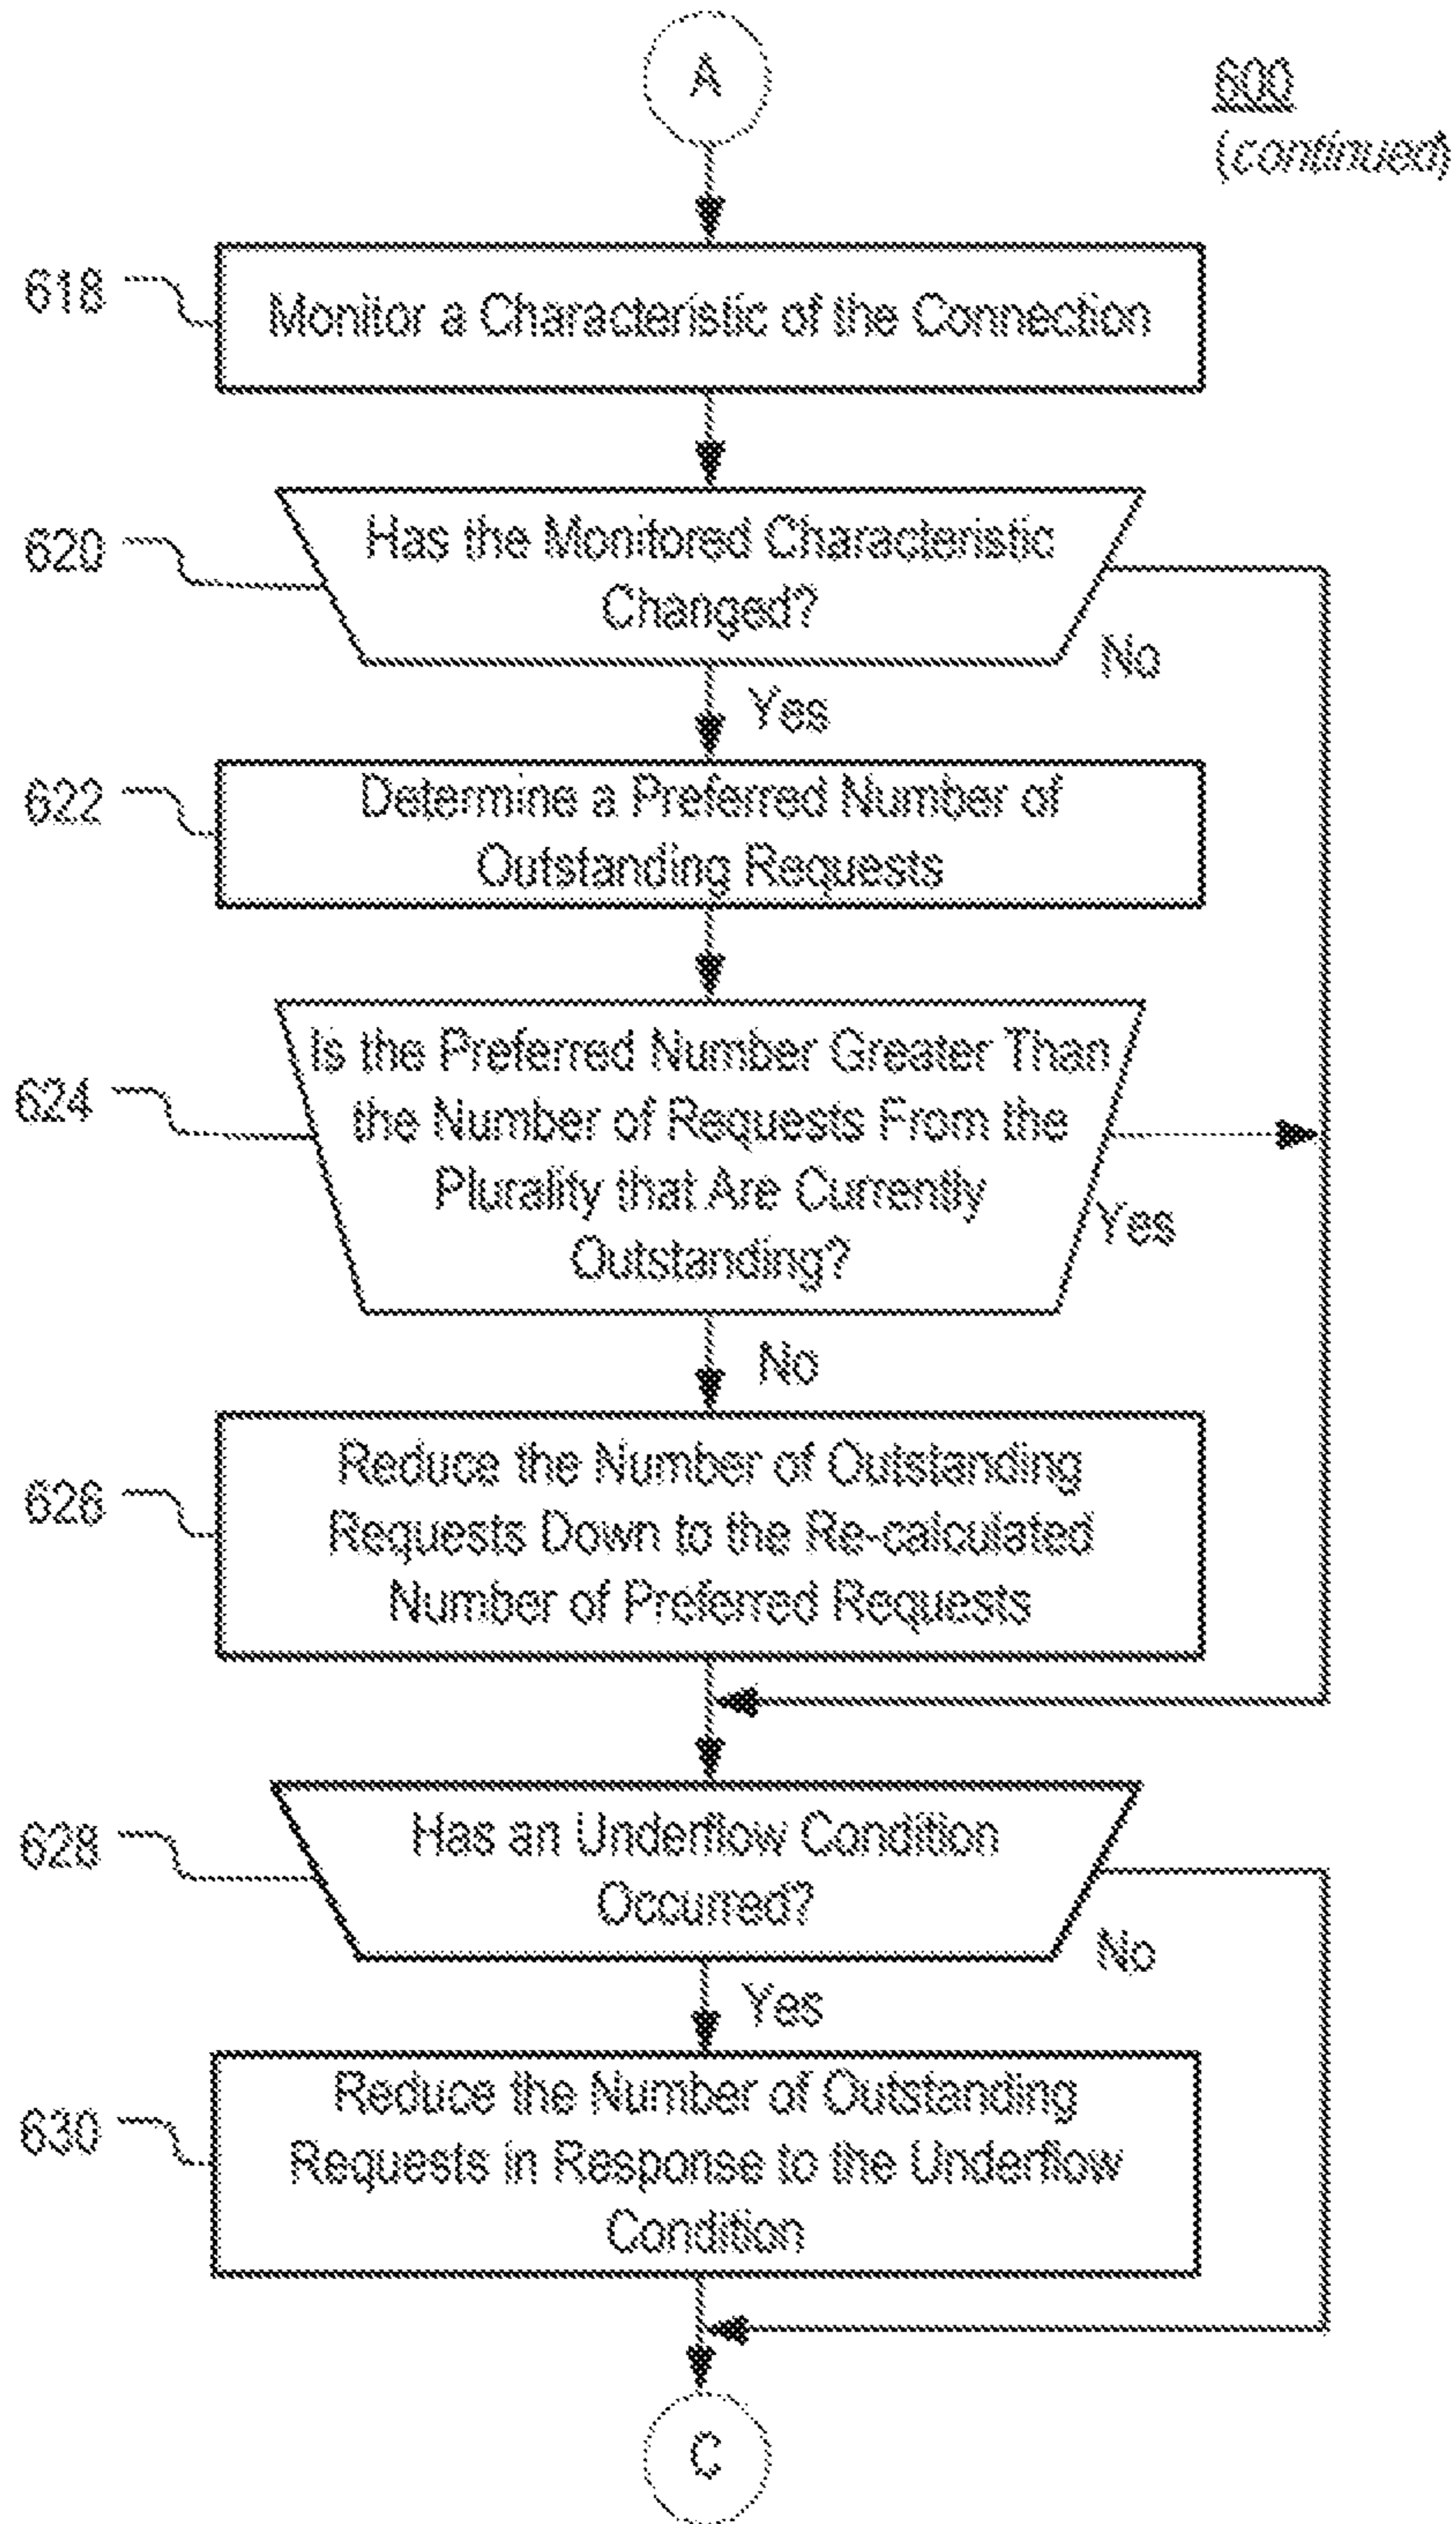 A
600
(continued)
618
Monitor a Characteristic of the Connection
620
Has the Monitored Characteristic
Changed?
No
Yes
622
Determine a Preferred Number of
Outstanding Requests
624
Is the Preferred Number Greater Than
the Number of Requests From the
Plurality that Are Currently
Outstanding?
Yes
No
626
Reduce the Number of Outstanding
Requests Down to the Re-calculated
Number of Preferred Requests
628
Has an Underflow Condition
Occurred?
No
Yes
630
Reduce the Number of Outstanding
Requests in Response to the Underflow
Condition
C